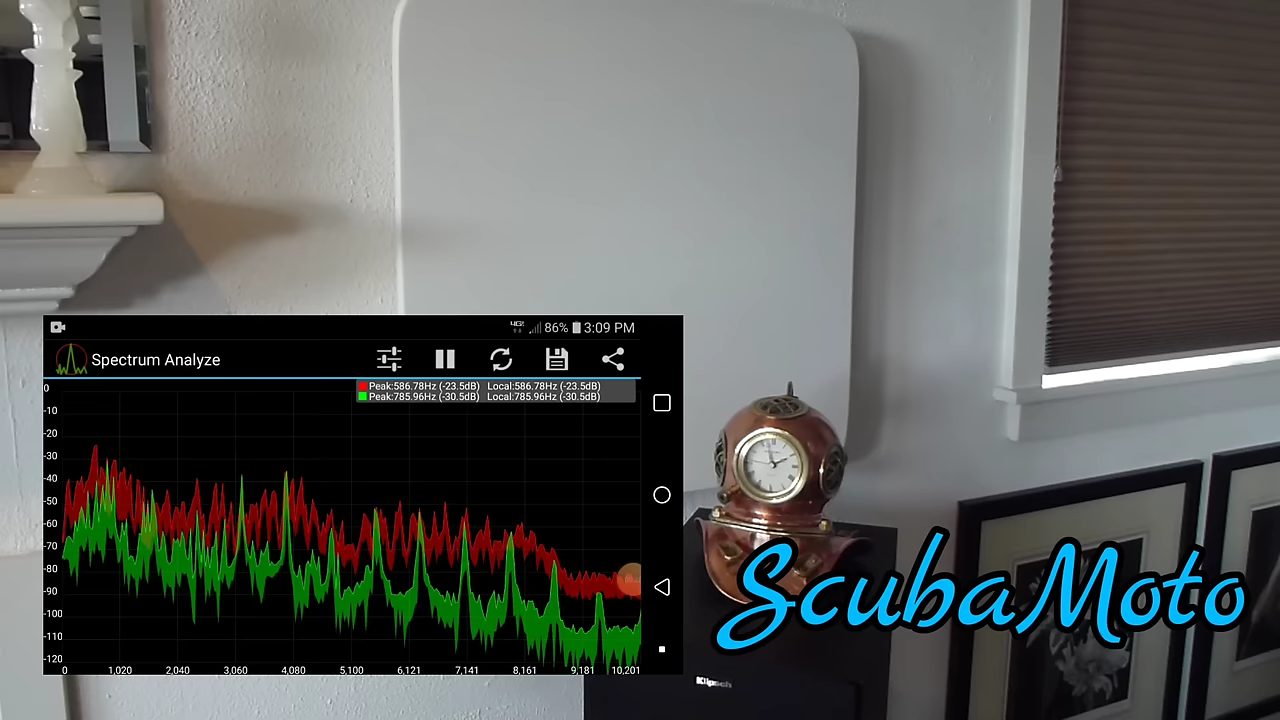 4G 86% 3:09 PM
Spectrum Analyze
Peak:586.78Hz (-23.5dB) Local:586.78Hz (-23.5dB)
Peak:785.96Hz (-30.5dB) Local:785.96Hz (-30.5dB)
0
-10
-20
-30
-40
-50
-60
-70
-80
-90
-100
-110
-120
0 1,020 2,040 3,060 4,080 5,100 6,121 7,141 8,161 9,181 10,201
ScubaMoto
Klipsch